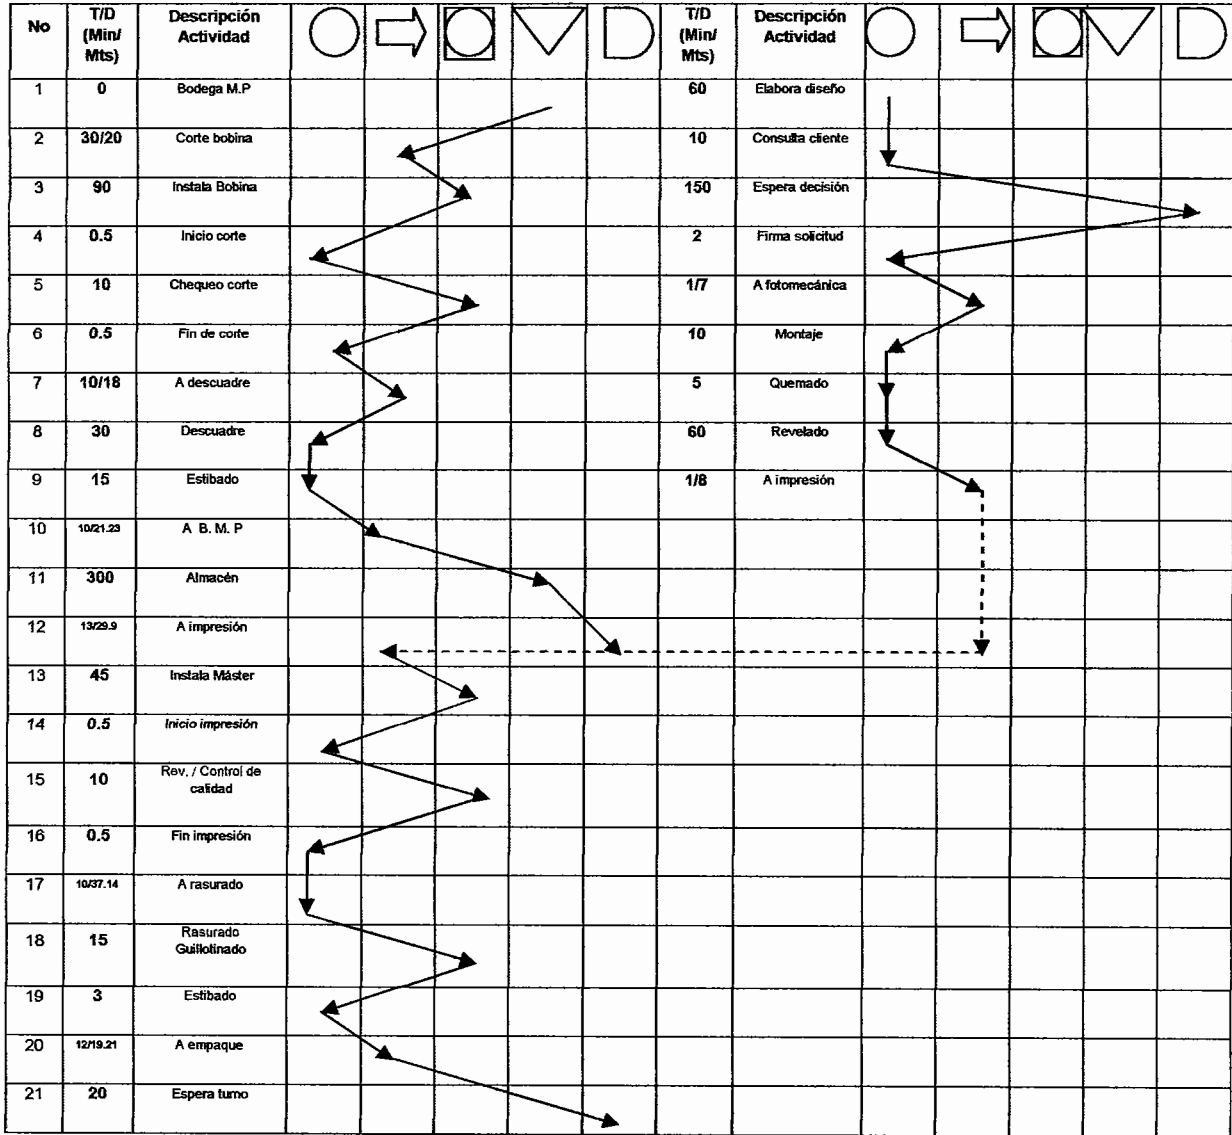 No T/D (Min/ Mts) Descripción Actividad T/D (Min/ Mts) Descripción Actividad
1 0 Bodega M.P 60 Elabora diseño
2 30/20 Corte bobina 10 Consulta cliente
3 90 Instala Bobina 150 Espera decisión
4 0.5 Inicio corte 2 Firma solicitud
5 10 Chequeo corte 1/7 A fotomecánica
6 0.5 Fin de corte 10 Montaje
7 10/18 A descuadre 5 Quemado
8 30 Descuadre 60 Revelado
9 15 Estibado 1/8 A impresión
10 10/21.23 A B. M. P
11 300 Almacén
12 13/29.9 A impresión
13 45 Instala Máster
14 0.5 Inicio impresión
15 10 Rev. / Control de calidad
16 0.5 Fin impresión
17 10/37.14 A rasurado
18 15 Rasurado Guillotinado
19 3 Estibado
20 12/19.21 A empaque
21 20 Espera turno